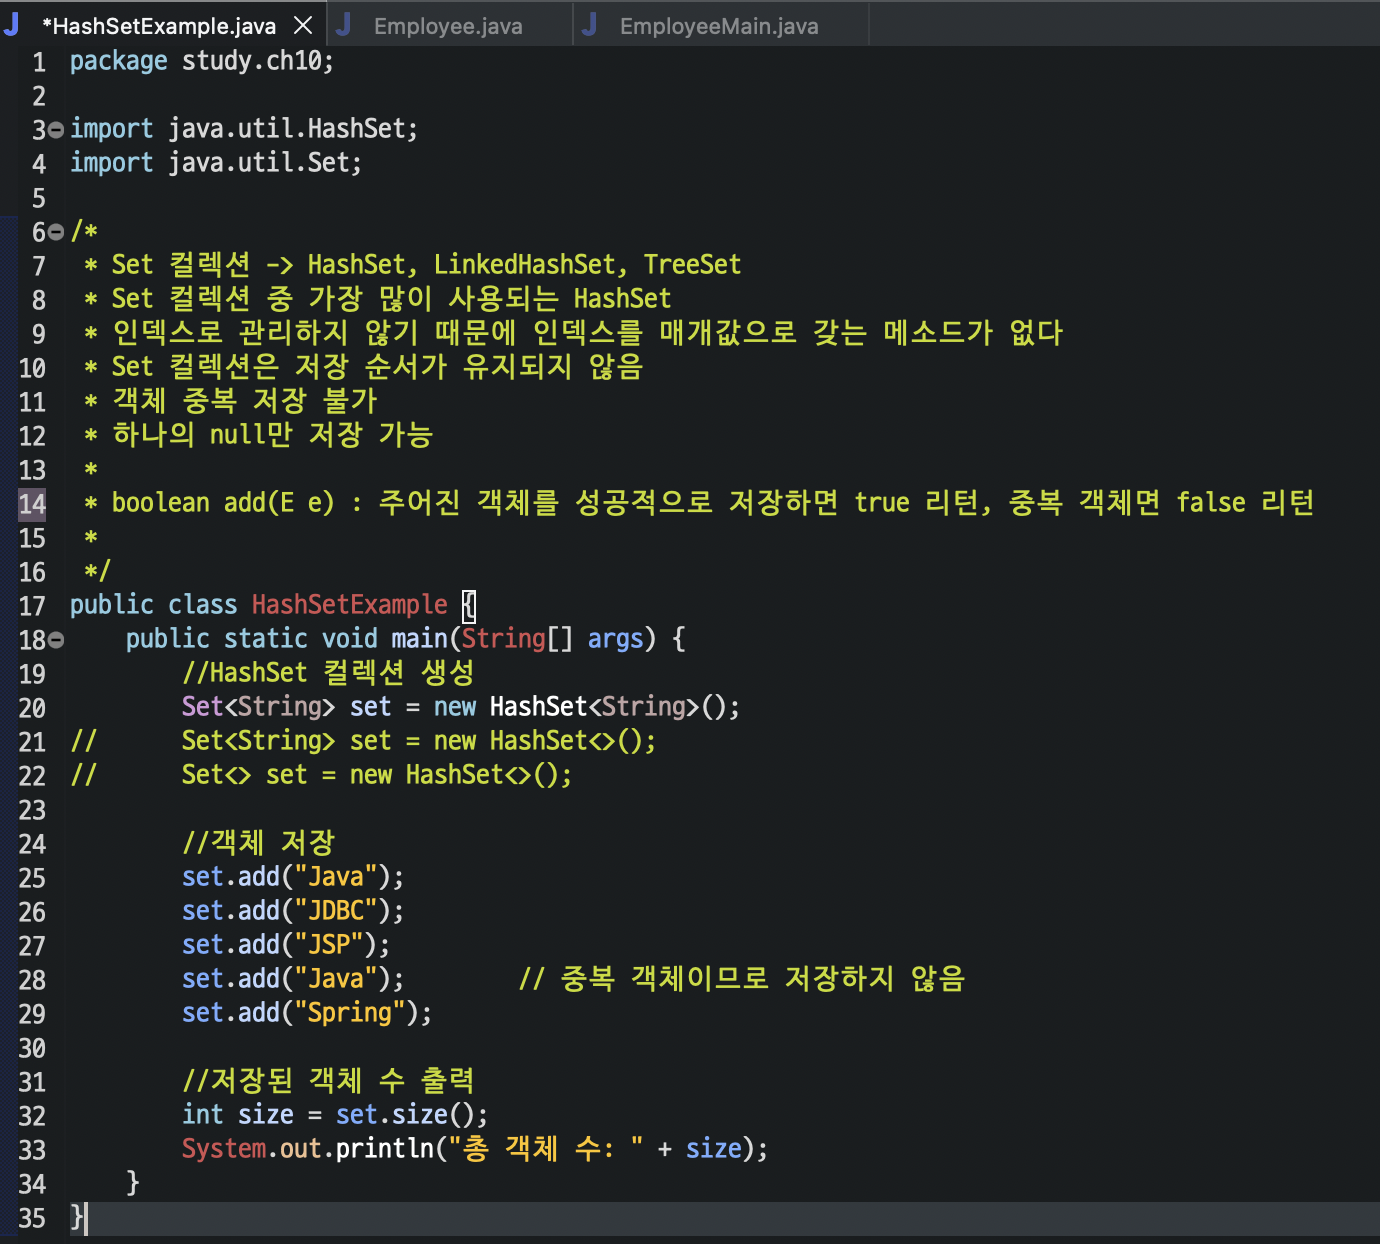 *HashSetExample.java Employee.java EmployeeMain.java
1 package study.ch10;
2
3 import java.util.HashSet;
4 import java.util.Set;
5
6 /*
7 * Set 컬렉션 -> HashSet, LinkedHashSet, TreeSet
8 * Set 컬렉션 중 가장 많이 사용되는 HashSet
9 * 인덱스로 관리하지 않기 때문에 인덱스를 매개값으로 갖는 메소드가 없다
10 * Set 컬렉션은 저장 순서가 유지되지 않음
11 * 객체 중복 저장 불가
12 * 하나의 null만 저장 가능
13 *
14 * boolean add(E e) : 주어진 객체를 성공적으로 저장하면 true 리턴, 중복 객체면 false 리턴
15 *
16 */
17 public class HashSetExample {
18 public static void main(String[] args) {
19 //HashSet 컬렉션 생성
20 Set<String> set = new HashSet<String>();
21 // Set<String> set = new HashSet<>();
22 // Set<> set = new HashSet<>();
23
24 //객체 저장
25 set.add("Java");
26 set.add("JDBC");
27 set.add("JSP");
28 set.add("Java"); // 중복 객체이므로 저장하지 않음
29 set.add("Spring");
30
31 //저장된 객체 수 출력
32 int size = set.size();
33 System.out.println("총 객체 수: " + size);
34 }
35 }